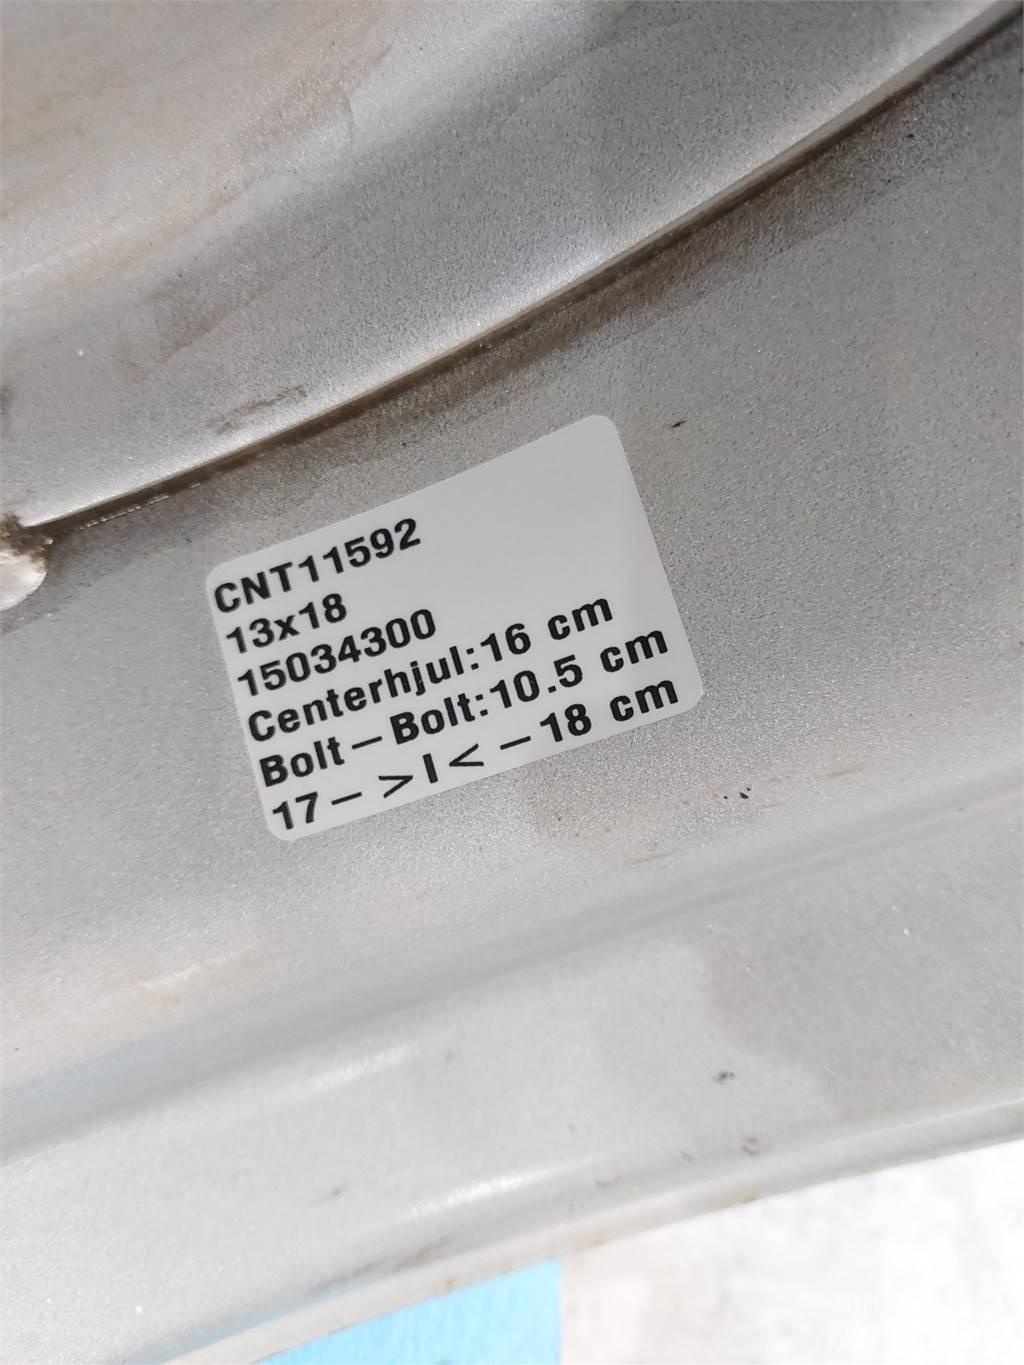 CNT11592
13x18
15034300
Centerhjul:16 cm
Bolt-Bolt:10.5 cm
17->I<-18 cm